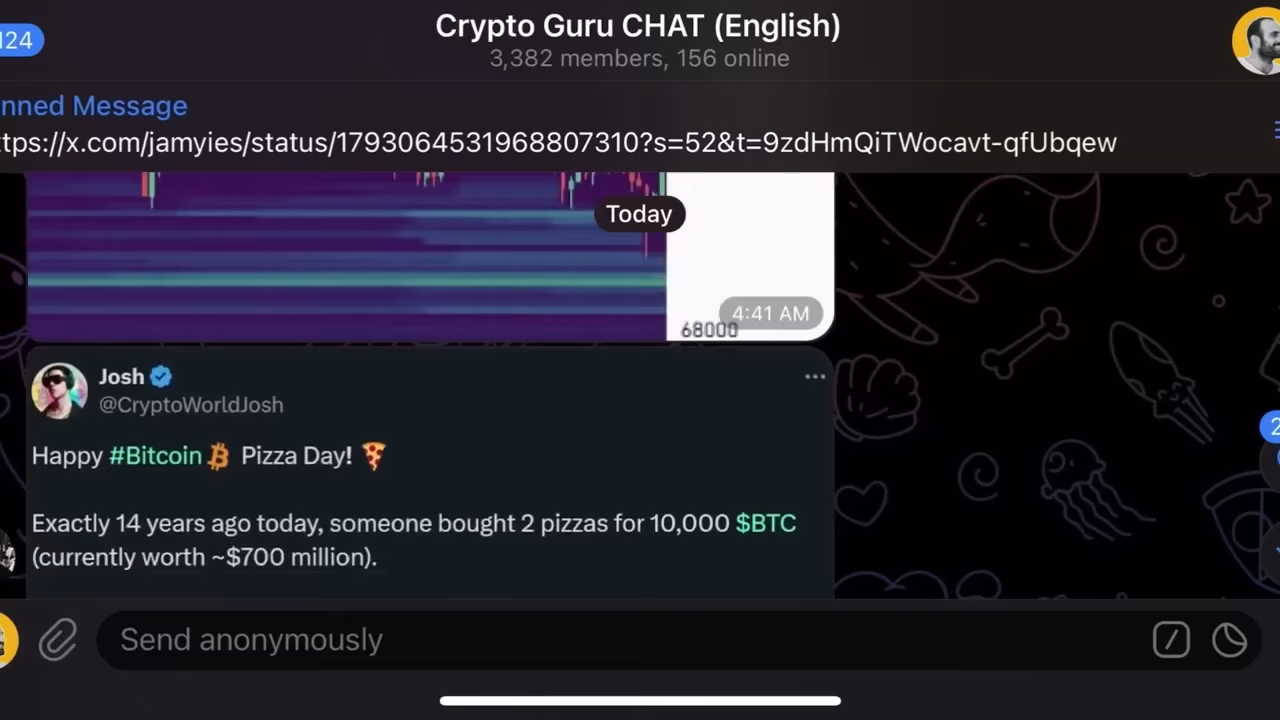 124
Crypto Guru CHAT (English)
3,382 members, 156 online
nned Message
ttps://x.com/jamyies/status/1793064531968807310?s=52&t=9zdHmQiTWocavt-qfUbqew
Today
4:41 AM
68000
Josh
@CryptoWorldJosh
Happy #Bitcoin Pizza Day! 🍕
Exactly 14 years ago today, someone bought 2 pizzas for 10,000 $BTC
(currently worth ~$700 million).
2
Send anonymously